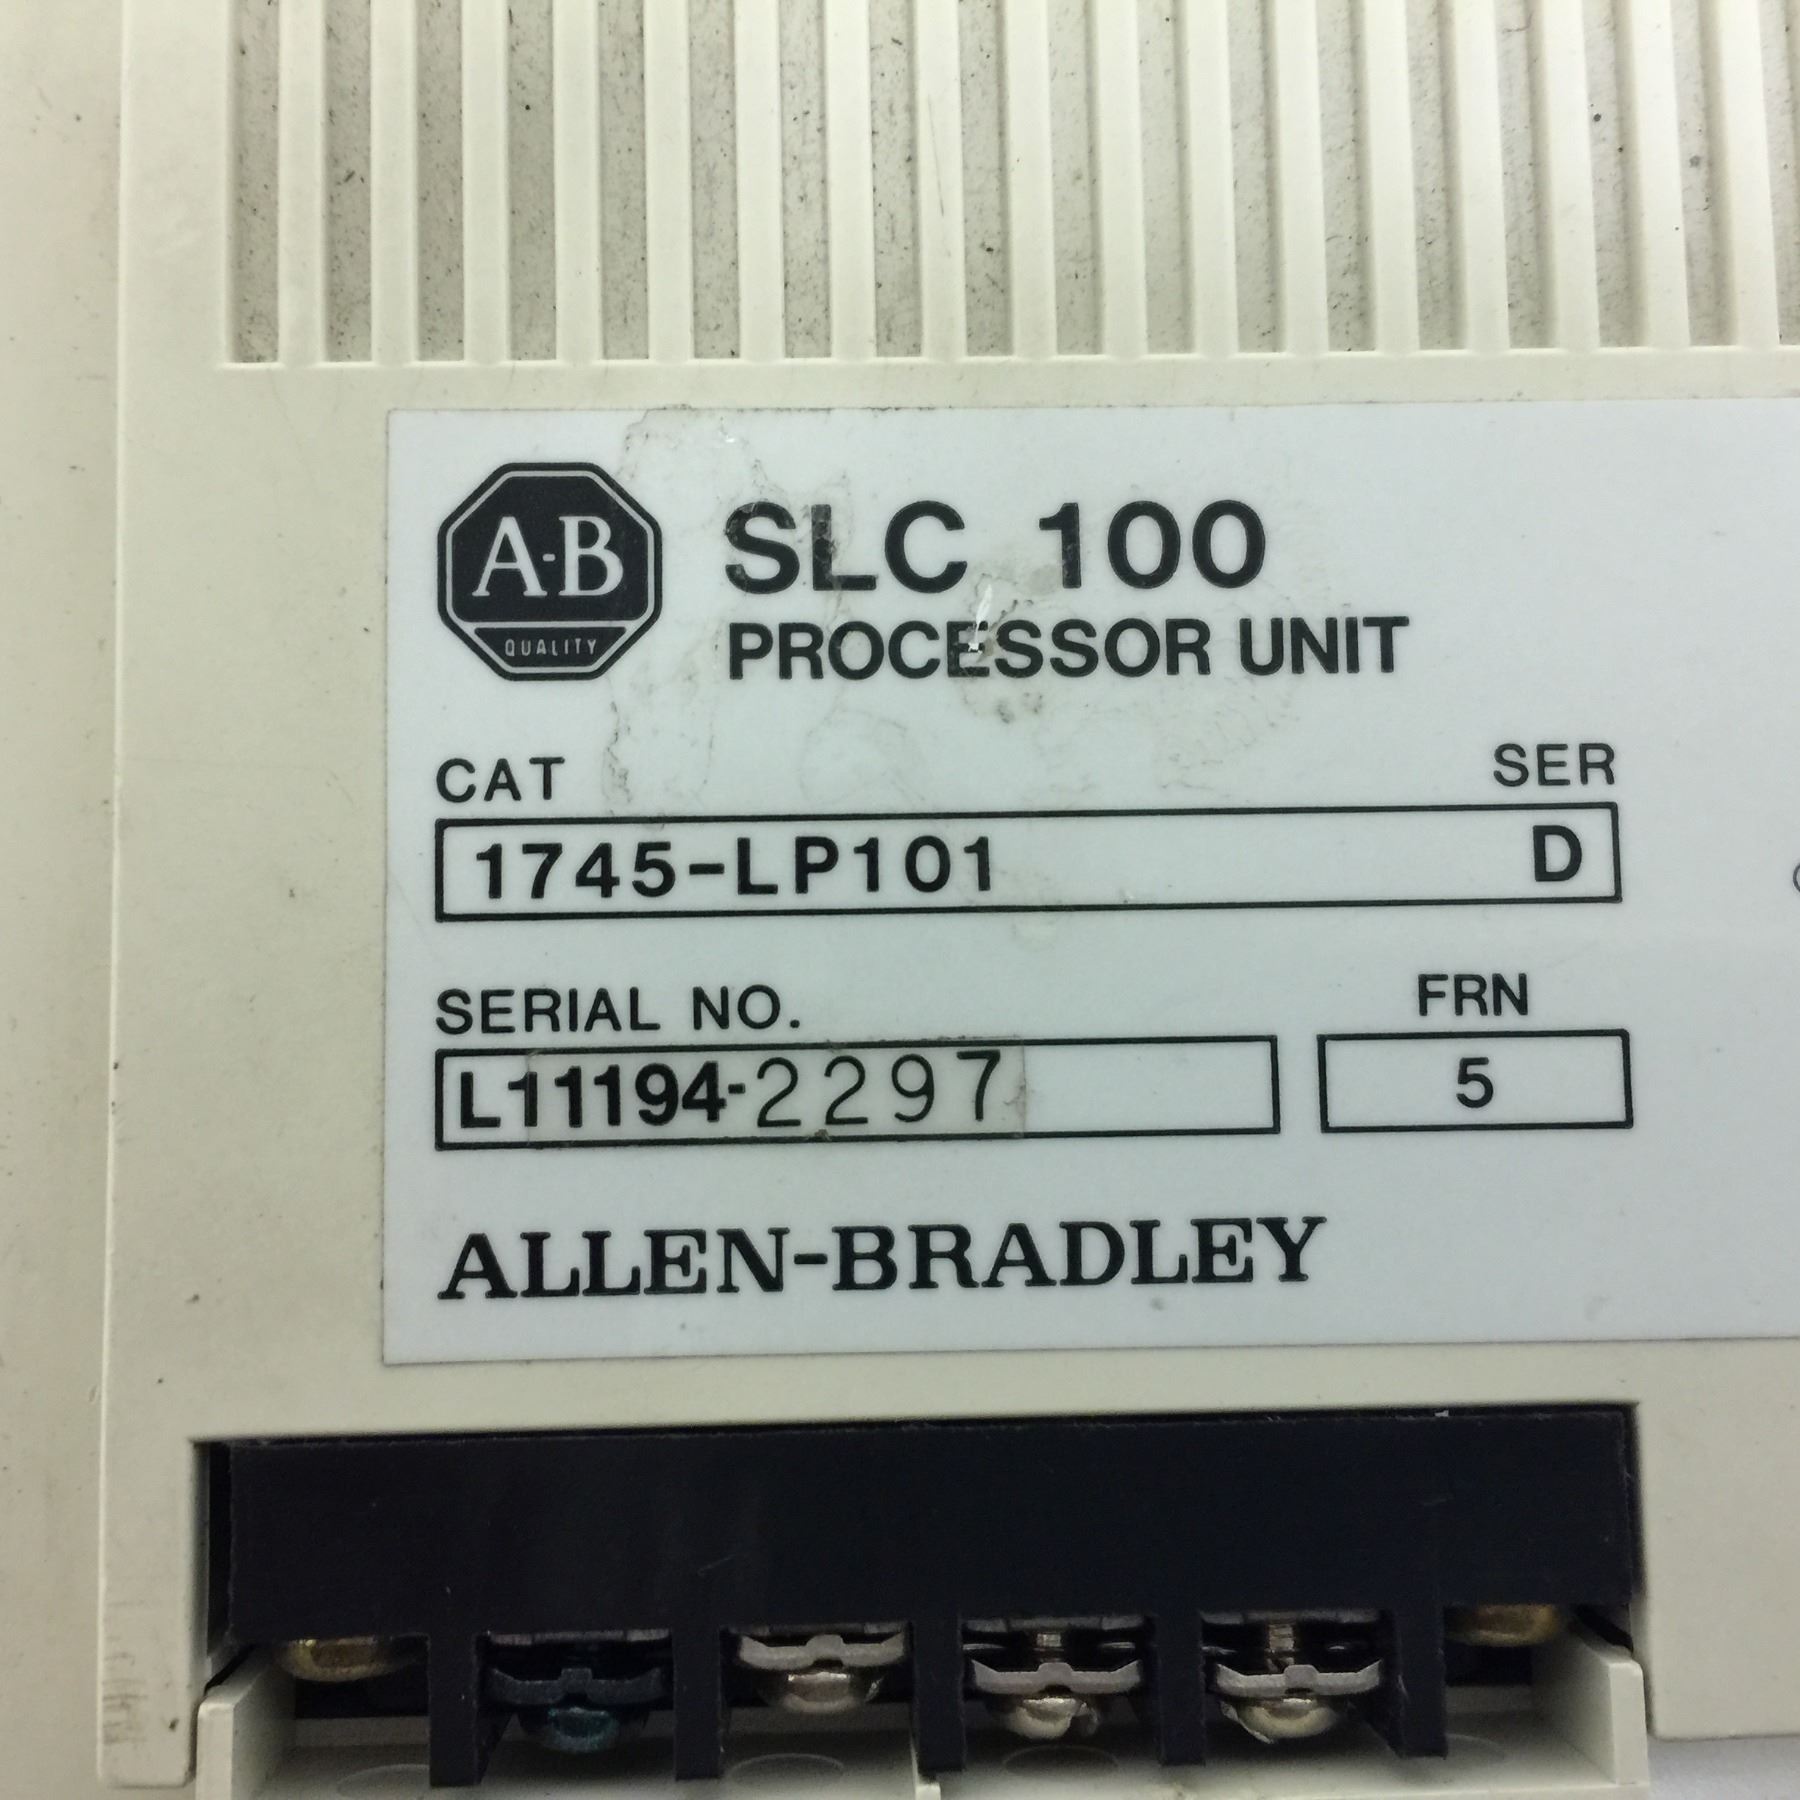 A-B
QUALITY
SLC 100
PROCESSOR UNIT
CAT SER
1745-LP101 D
SERIAL NO. FRN
L11194-2297 5
ALLEN-BRADLEY